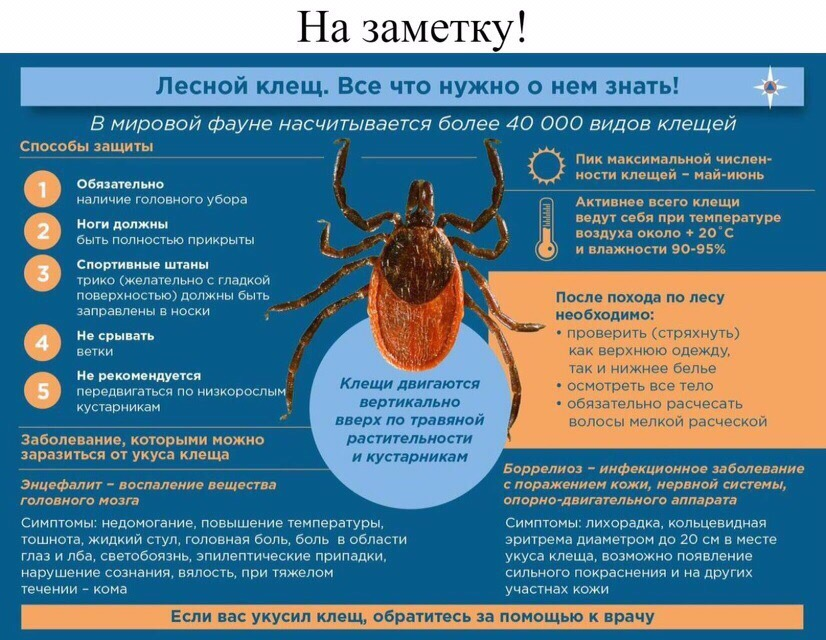 На заметку!
Лесной клещ. Все что нужно о нем знать!
В мировой фауне насчитывается более 40 000 видов клещей
Способы защиты
1
Обязательно
наличие головного убора
2
Ноги должны
быть полностью прикрыты
3
Спортивные штаны
трико (желательно с гладкой
поверхностью) должны быть
заправлены в носки
4
Не срывать
ветки
5
Не рекомендуется
передвигаться по низкорослым
кустарникам
Пик максимальной числен-
ности клещей – май-июнь
Активнее всего клещи
ведут себя при температуре
воздуха около + 20˚С
и влажности 90-95%
После похода по лесу
необходимо:
• проверить (стряхнуть)
как верхнюю одежду,
так и нижнее белье
• осмотреть все тело
• обязательно расчесать
волосы мелкой расческой
Клещи двигаются
вертикально
вверх по травяной
растительности
и кустарникам
Заболевание, которыми можно
заразиться от укуса клеща
Энцефалит – воспаление вещества
головного мозга
Симптомы: недомогание, повышение температуры,
тошнота, жидкий стул, головная боль, боль в области
глаз и лба, светобоязнь, эпилептические припадки,
нарушение сознания, вялость, при тяжелом
течении – кома
Боррелиоз – инфекционное заболевание
с поражением кожи, нервной системы,
опорно-двигательного аппарата
Симптомы: лихорадка, кольцевидная
эритрема диаметром до 20 см в месте
укуса клеща, возможно появление
сильного покраснения и на других
участках кожи
Если вас укусил клещ, обратитесь за помощью к врачу